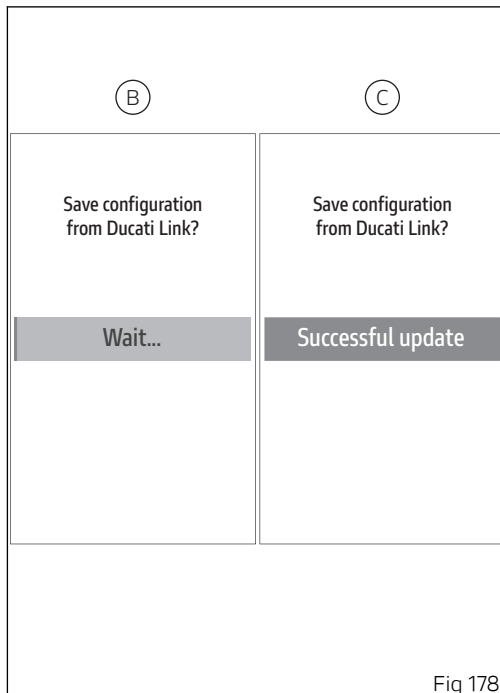 B
C
Save configuration
from Ducati Link?
Wait...
Save configuration
from Ducati Link?
Successful update
Fig 178